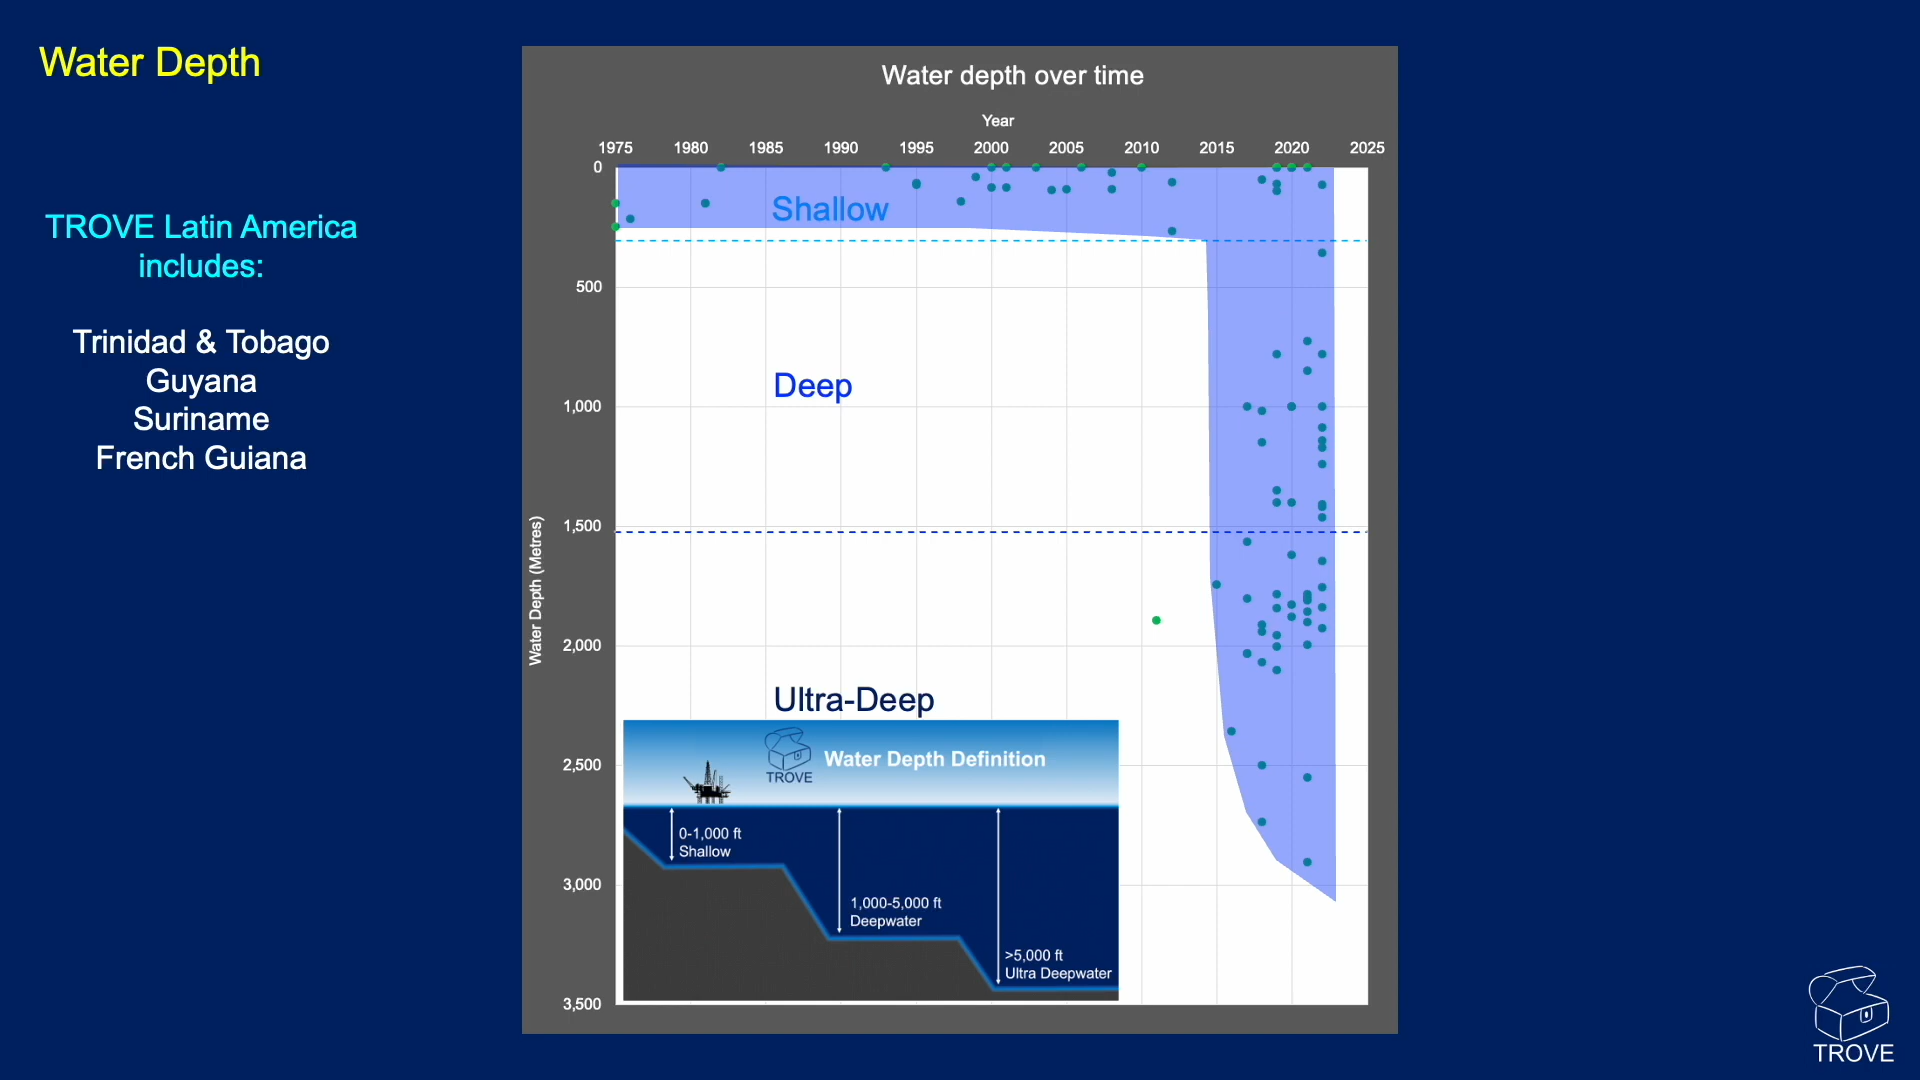 Water Depth
TROVE Latin America
includes:
Trinidad & Tobago
Guyana
Suriname
French Guiana
Water depth over time
Year
1975 1980 1985 1990 1995 2000 2005 2010 2015 2020 2025
0
500
1,000
1,500
2,000
2,500
3,000
3,500
Water Depth (Metres)
Shallow
Deep
Ultra-Deep
TROVE
Water Depth Definition
0-1,000 ft
Shallow
1,000-5,000 ft
Deepwater
>5,000 ft
Ultra Deepwater
TROVE